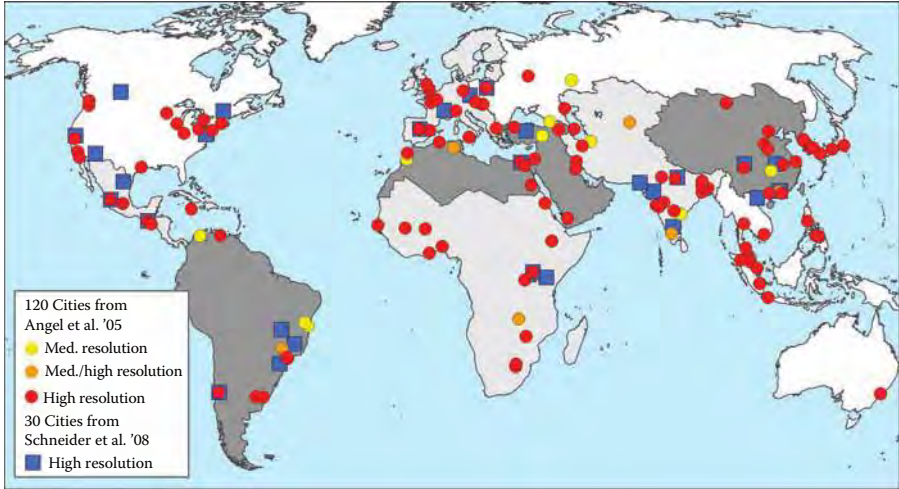 120 Cities from
Angel et al. '05
Med. resolution
Med./high resolution
High resolution
30 Cities from
Schneider et al. '08
High resolution